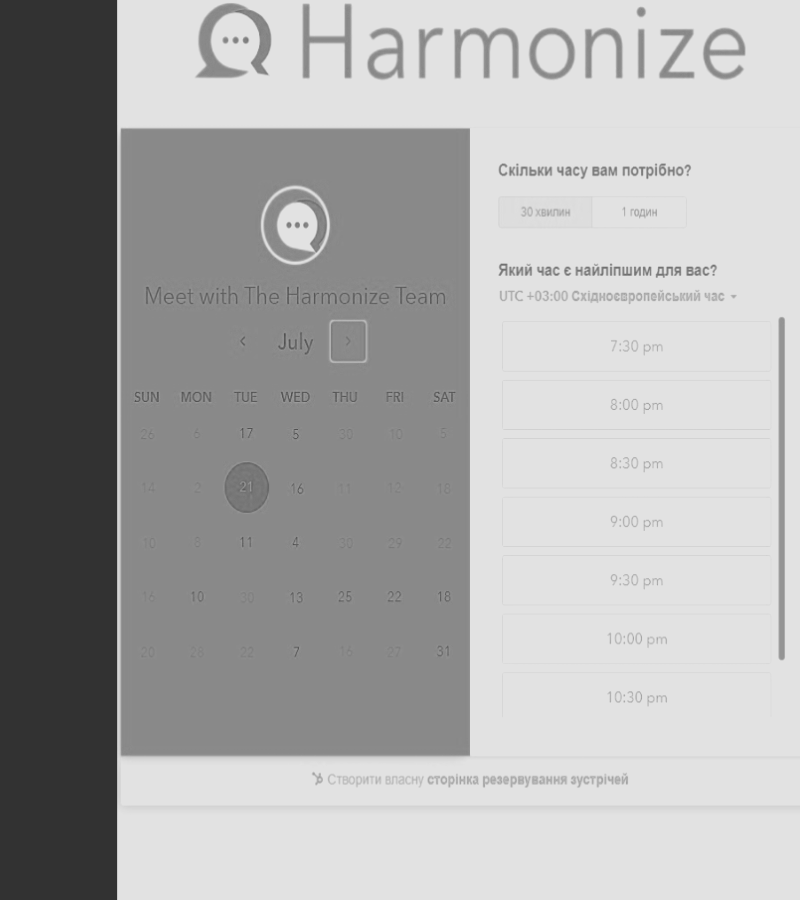 Harmonize
Meet with The Harmonize Team
July
SUN MON TUE WED THU FRI SAT
26 6 17 5 30 10 5
14 2 21 16 11 12 18
10 8 11 4 30 29 22
16 10 30 13 25 22 18
20 28 22 7 16 27 31
Скільки часу вам потрібно?
30 хвилин 1 годин
Який час є найліпшим для вас?
UTC +03:00 Східноєвропейський час
7:30 pm
8:00 pm
8:30 pm
9:00 pm
9:30 pm
10:00 pm
10:30 pm
Створити власну сторінка резервування зустрічей